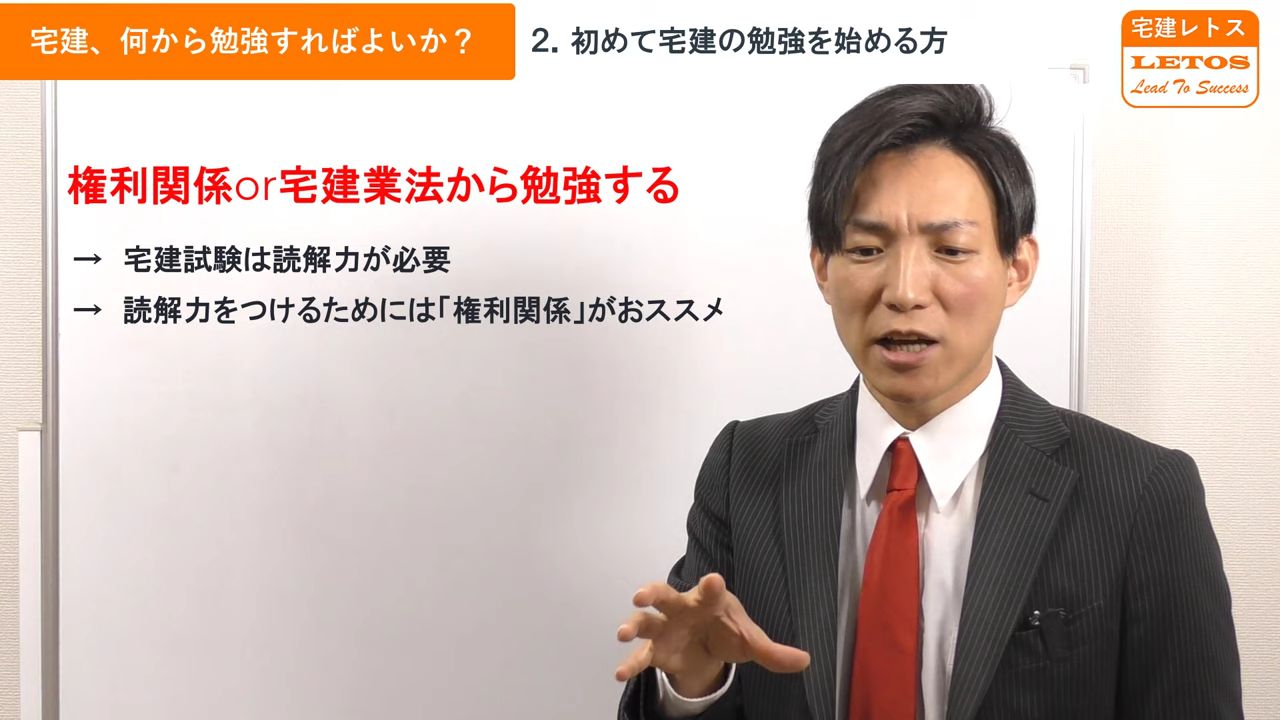 宅建、何から勉強すればよいか？
2. 初めて宅建の勉強を始める方
宅建レトス
LETOS
Lead To Success
権利関係or宅建業法から勉強する
→ 宅建試験は読解力が必要
→ 読解力をつけるためには「権利関係」がおススメ